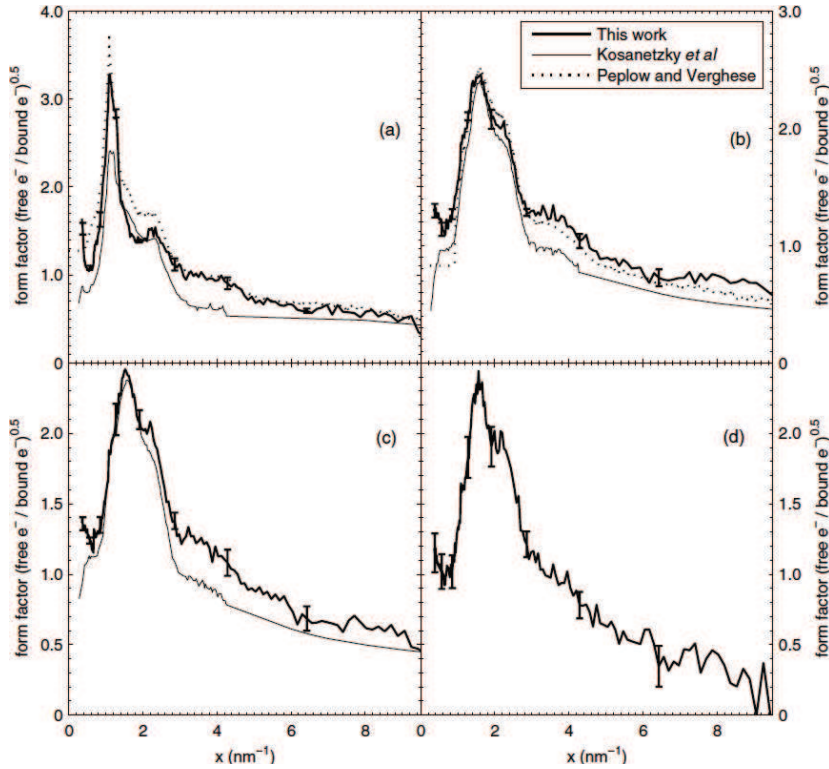 4.0
3.0
2.0
1.0
0
(a)
3.0
2.0
1.0
0
(b)
This work
Kosanetzky et al
Peplow and Verghese
form factor (free e⁻ / bound e⁻)^0.5
form factor (free e⁻ / bound e⁻)^0.5
2.0
1.5
1.0
0.5
0
(c)
2.0
1.5
1.0
0.5
0
(d)
form factor (free e⁻ / bound e⁻)^0.5
form factor (free e⁻ / bound e⁻)^0.5
0 2 4 6 8 0 2 4 6 8
x (nm⁻¹) x (nm⁻¹)